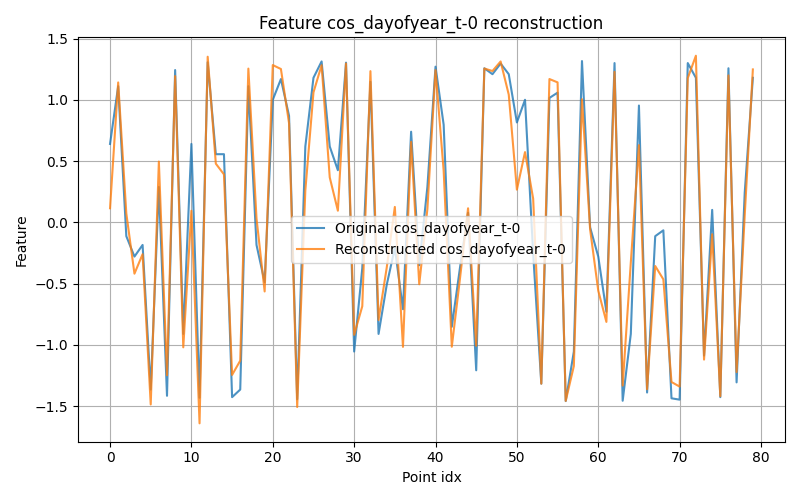 Feature cos_dayofyear_t-0 reconstruction
1.5
1.0
0.5
0.0
−0.5
−1.0
−1.5
Feature
Original cos_dayofyear_t-0
Reconstructed cos_dayofyear_t-0
0 10 20 30 40 50 60 70 80
Point idx